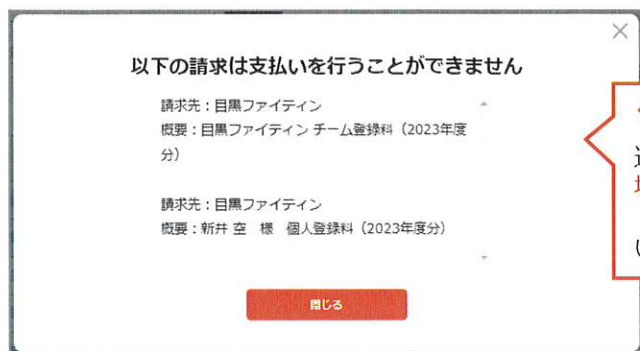 以下の請求は支払いを行うことができません
請求先：目黒ファイティン
概要：目黒ファイティン チーム登録料（2023年度
分）
請求先：目黒ファイティン
概要：新井 空　様　個人登録料（2023年度分）
閉じる